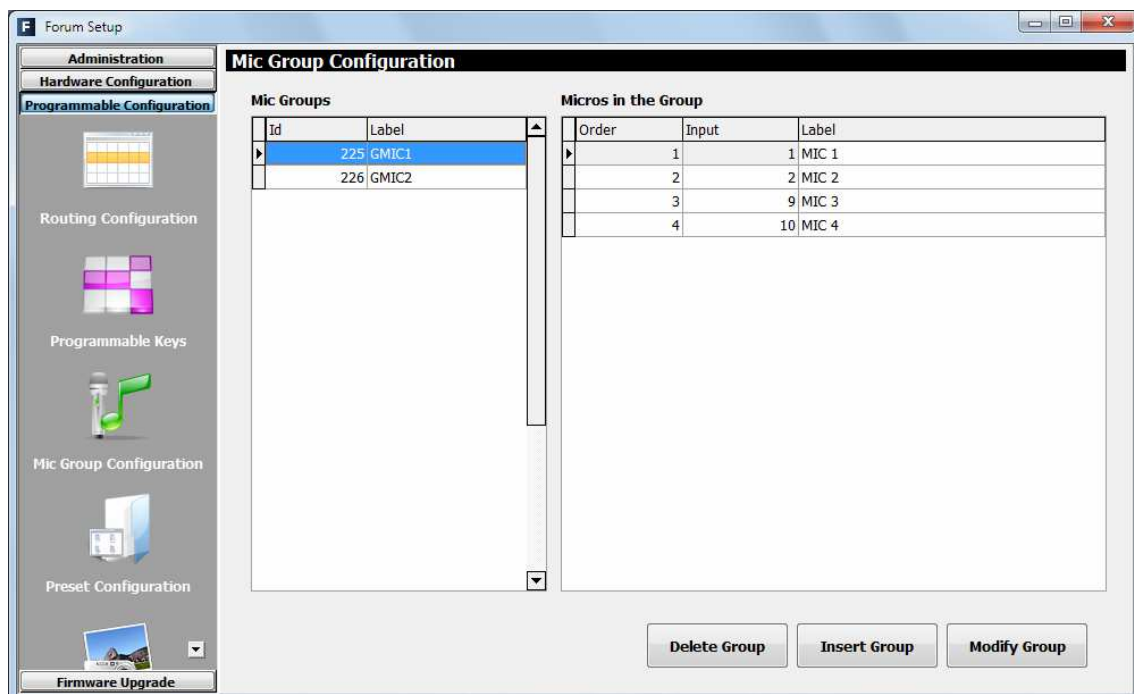 F Forum Setup
Administration
Hardware Configuration
Programmable Configuration
Routing Configuration
Programmable Keys
Mic Group Configuration
Preset Configuration
Firmware Upgrade
Mic Group Configuration
Mic Groups
Id Label
225 GMIC1
226 GMIC2
Micros in the Group
Order Input Label
1 1 MIC 1
2 2 MIC 2
3 9 MIC 3
4 10 MIC 4
Delete Group Insert Group Modify Group